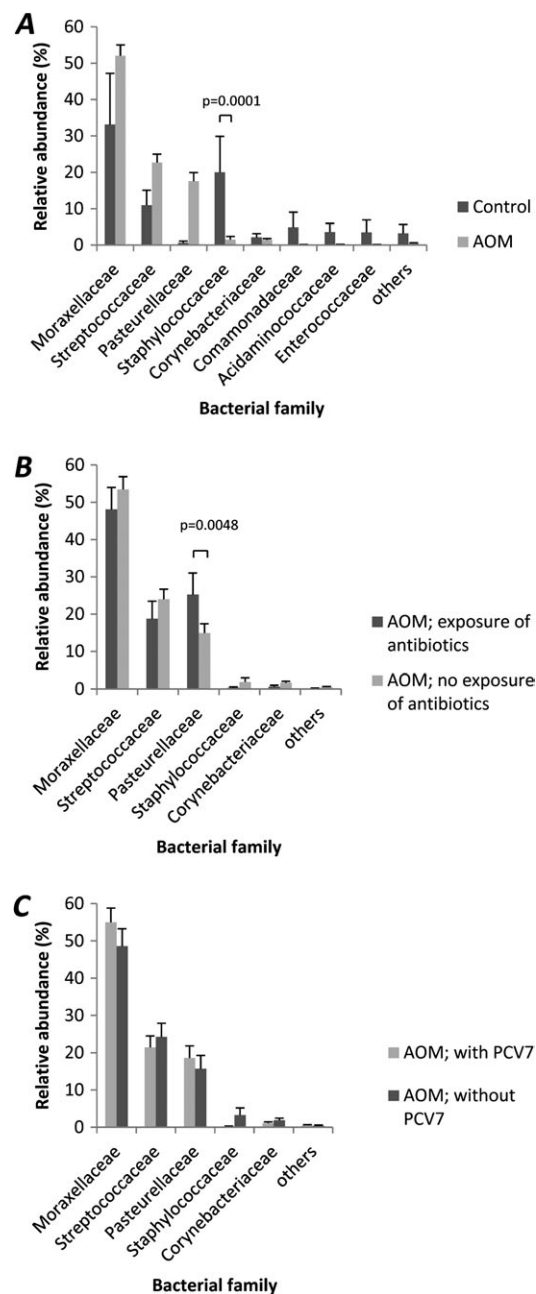 A
Relative abundance (%)
60
50
40
30
20
10
0
p=0.0001
Control
AOM
Moraxellaceae
Streptococcaceae
Pasteurellaceae
Staphylococcaceae
Corynebacteriaceae
Comamonadaceae
Acidaminococcaceae
Enterococcaceae
others
Bacterial family
B
Relative abundance (%)
60
50
40
30
20
10
0
p=0.0048
AOM; exposure of
antibiotics
AOM; no exposure
of antibiotics
Moraxellaceae
Streptococcaceae
Pasteurellaceae
Staphylococcaceae
Corynebacteriaceae
others
Bacterial family
C
Relative abundance (%)
60
50
40
30
20
10
0
AOM; with PCV7
AOM; without
PCV7
Moraxellaceae
Streptococcaceae
Pasteurellaceae
Staphylococcaceae
Corynebacteriaceae
others
Bacterial family